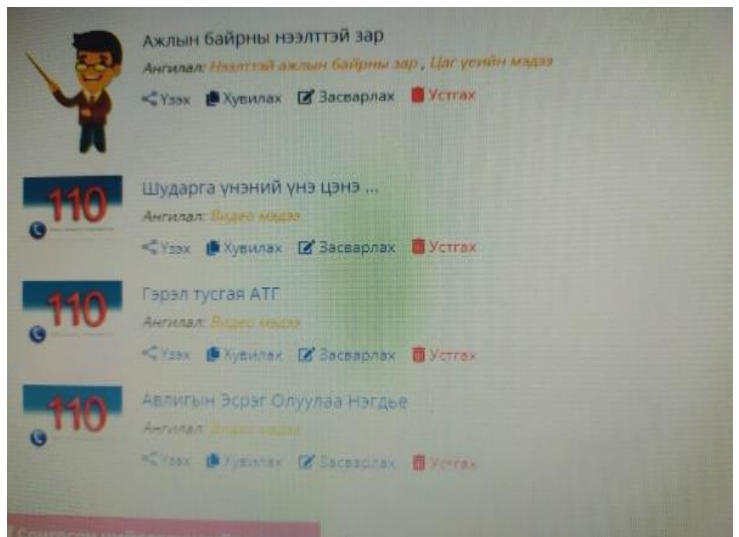 Ажлын байрны нээлттэй зар
Ангилал: Нээлттэй ажлын байрны зар , Цаг үеийн мэдээ
Үзэх Хувилах Засварлах Устгах
110
Шударга үнэний үнэ цэнэ ...
Ангилал: Видео мэдээ
Үзэх Хувилах Засварлах Устгах
110
Гэрэл тусгая АТГ
Ангилал: Видео мэдээ
Үзэх Хувилах Засварлах Устгах
110
Авлигын Эсрэг Олуулаа Нэгдье
Ангилал: Видео мэдээ
Үзэх Хувилах Засварлах Устгах